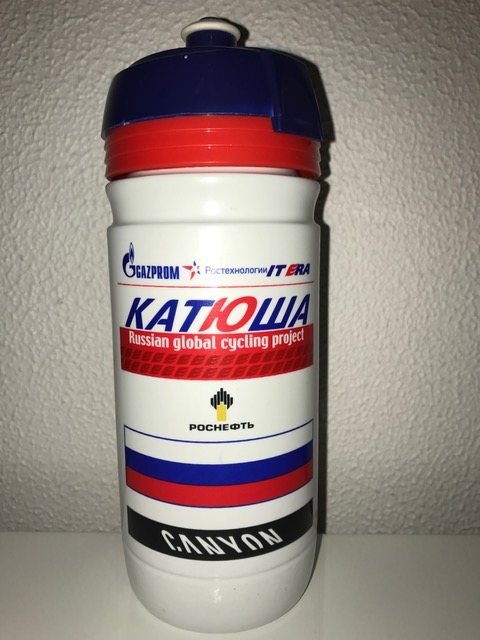 GAZPROM Ростехнологии ITERA
КАТЮША
Russian global cycling project
РОСНЕФТЬ
CANYON